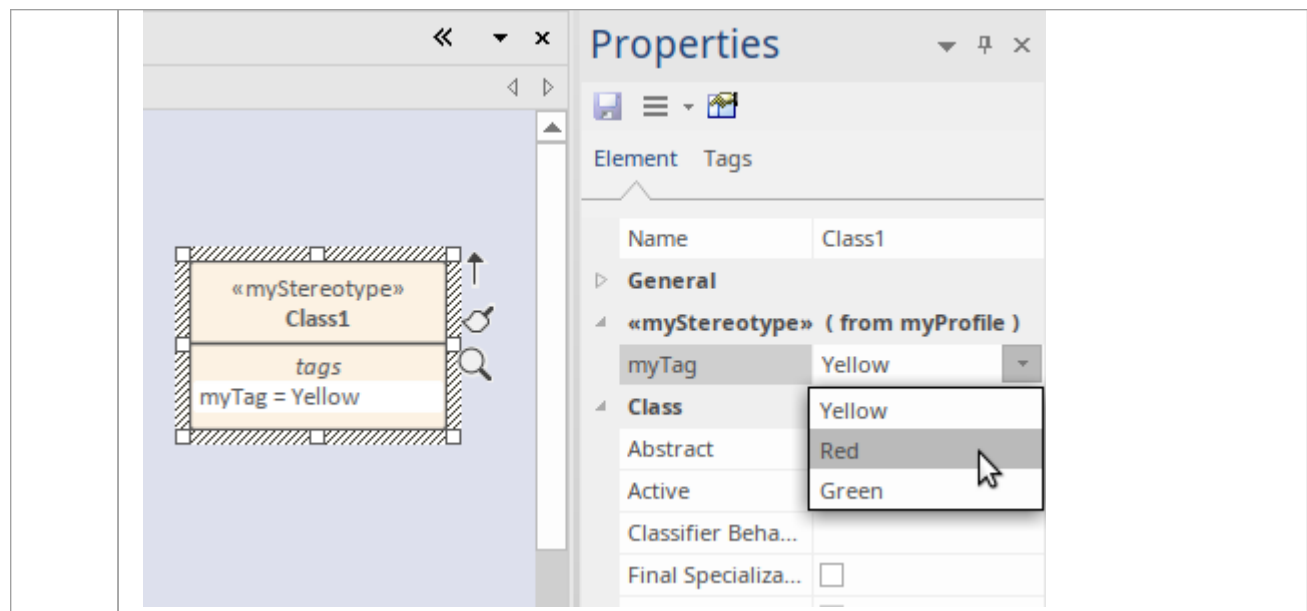 Properties
Element Tags
Name Class1
General
«myStereotype» ( from myProfile )
myTag Yellow
Class
Yellow
Abstract
Red
Active
Green
Classifier Beha...
Final Specializa...
«myStereotype»
Class1
tags
myTag = Yellow